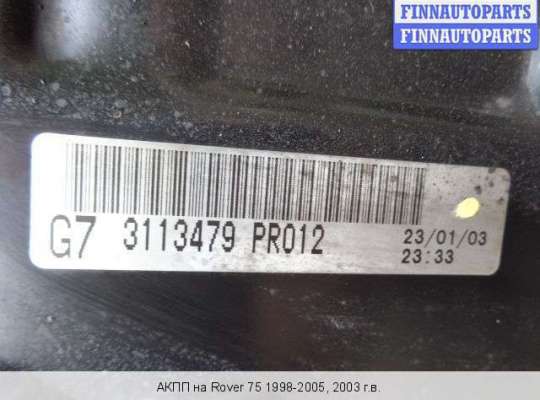 FINNAUTOPARTS
FINNAUTOPARTS
G7 3113479 PR012
23/01/03
23:33
АКПП на Rover 75 1998-2005, 2003 г.в.